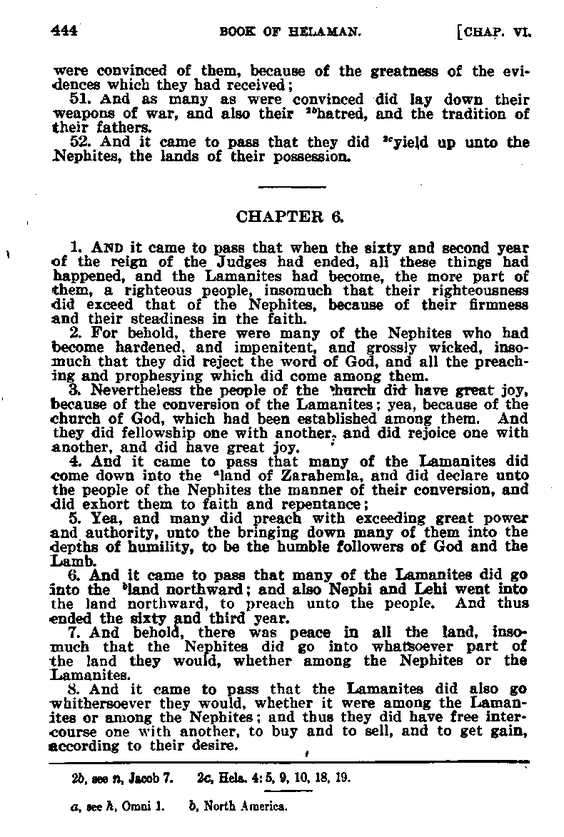 444 BOOK OF HELAMAN. [CHAP. VI.
were convinced of them, because of the greatness of the evi-
dences which they had received;
51. And as many as were convinced did lay down their
weapons of war, and also their 2bhatred, and the tradition of
their fathers.
52. And it came to pass that they did 2cyield up unto the
Nephites, the lands of their possession.
CHAPTER 6.
1. AND it came to pass that when the sixty and second year
of the reign of the Judges had ended, all these things had
happened, and the Lamanites had become, the more part of
them, a righteous people, insomuch that their righteousness
did exceed that of the Nephites, because of their firmness
and their steadiness in the faith.
2. For behold, there were many of the Nephites who had
become hardened, and impenitent, and grossly wicked, inso-
much that they did reject the word of God, and all the preach-
ing and prophesying which did come among them.
3. Nevertheless the people of the church did have great joy,
because of the conversion of the Lamanites; yea, because of the
church of God, which had been established among them. And
they did fellowship one with another, and did rejoice one with
another, and did have great joy.
4. And it came to pass that many of the Lamanites did
come down into the aland of Zarahemla, and did declare unto
the people of the Nephites the manner of their conversion, and
did exhort them to faith and repentance;
5. Yea, and many did preach with exceeding great power
and authority, unto the bringing down many of them into the
depths of humility, to be the humble followers of God and the
Lamb.
6. And it came to pass that many of the Lamanites did go
into the bland northward; and also Nephi and Lehi went into
the land northward, to preach unto the people. And thus
ended the sixty and third year.
7. And behold, there was peace in all the land, inso-
much that the Nephites did go into whatsoever part of
the land they would, whether among the Nephites or the
Lamanites.
8. And it came to pass that the Lamanites did also go
whithersoever they would, whether it were among the Laman-
ites or among the Nephites; and thus they did have free inter-
course one with another, to buy and to sell, and to get gain,
according to their desire.
2b, see n, Jacob 7. 2c, Hela. 4:5, 9, 10, 18, 19.
a, see h, Omni 1. b, North America.